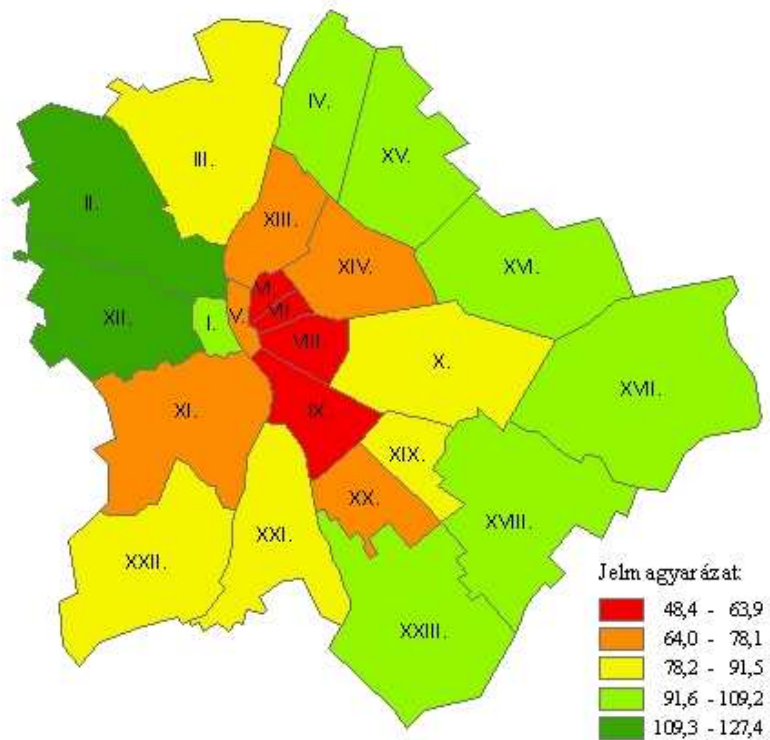 IV.
III.
XV.
II.
XIII.
XVI.
XIV.
VI.
VII.
XII.
I.
V.
VIII.
X.
XVII.
XI.
IX.
XIX.
XX.
XVIII.
XXI.
XXII.
XXIII.
Jelmagyarázat:
48,4 - 63,9
64,0 - 78,1
78,2 - 91,5
91,6 - 109,2
109,3 - 127,4